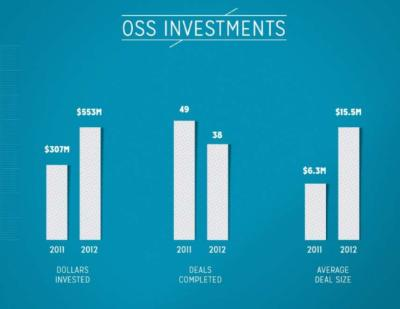 OSS INVESTMENTS
$307M
$553M
2011 2012
DOLLARS
INVESTED
49
38
2011 2012
DEALS
COMPLETED
$6.3M
$15.5M
2011 2012
AVERAGE
DEAL SIZE